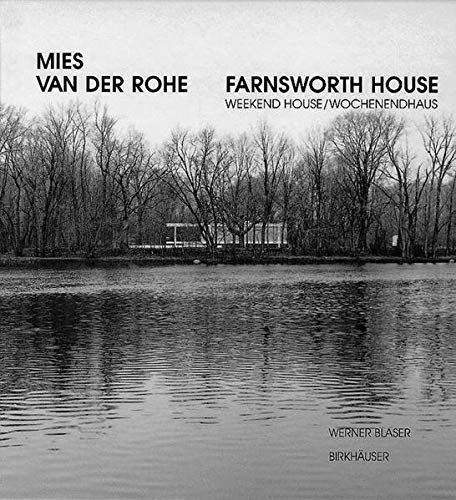 MIES
VAN DER ROHE
FARNSWORTH HOUSE
WEEKEND HOUSE/WOCHENENDHAUS
WERNER BLASER
BIRKHÄUSER